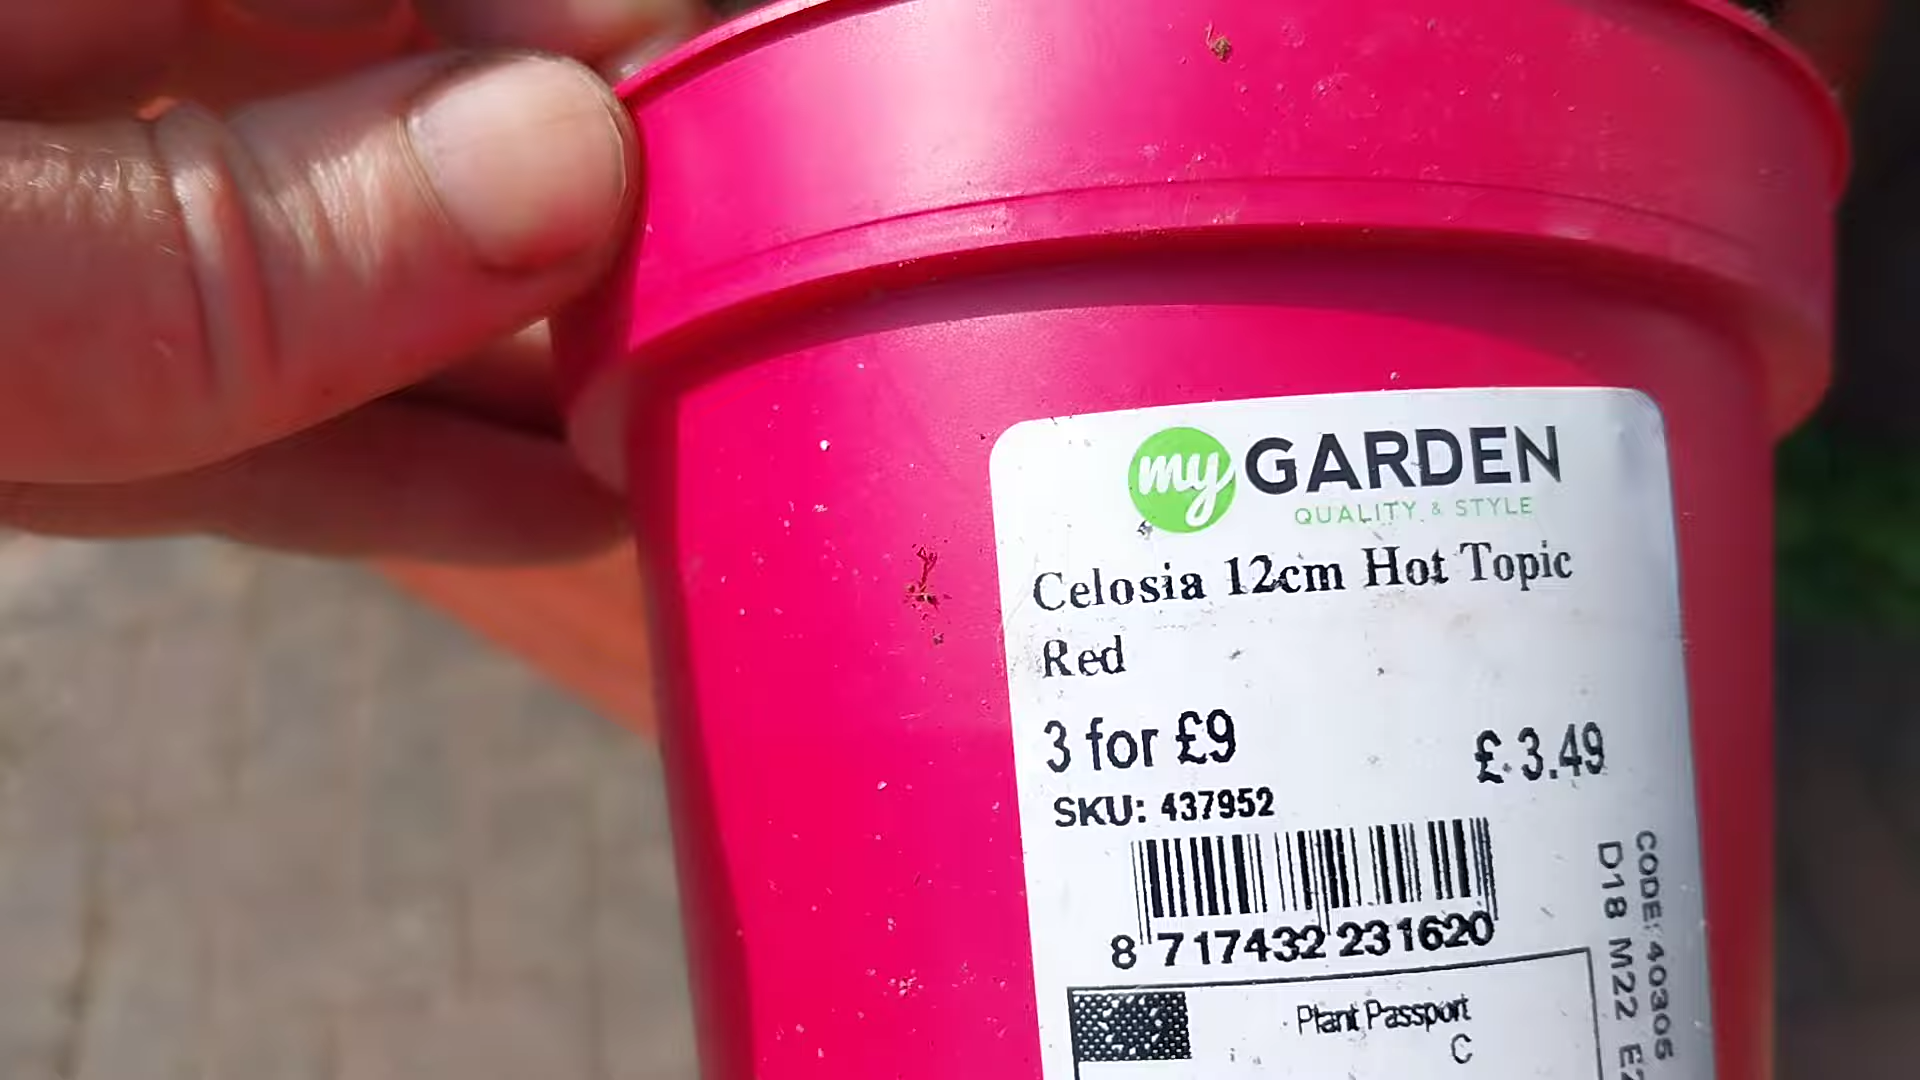 my GARDEN
QUALITY & STYLE
Celosia 12cm Hot Topic
Red
3 for £9
£ 3.49
SKU: 437952
8 717432 231620
Plant Passport
C
CODE: 40305
D18 M22